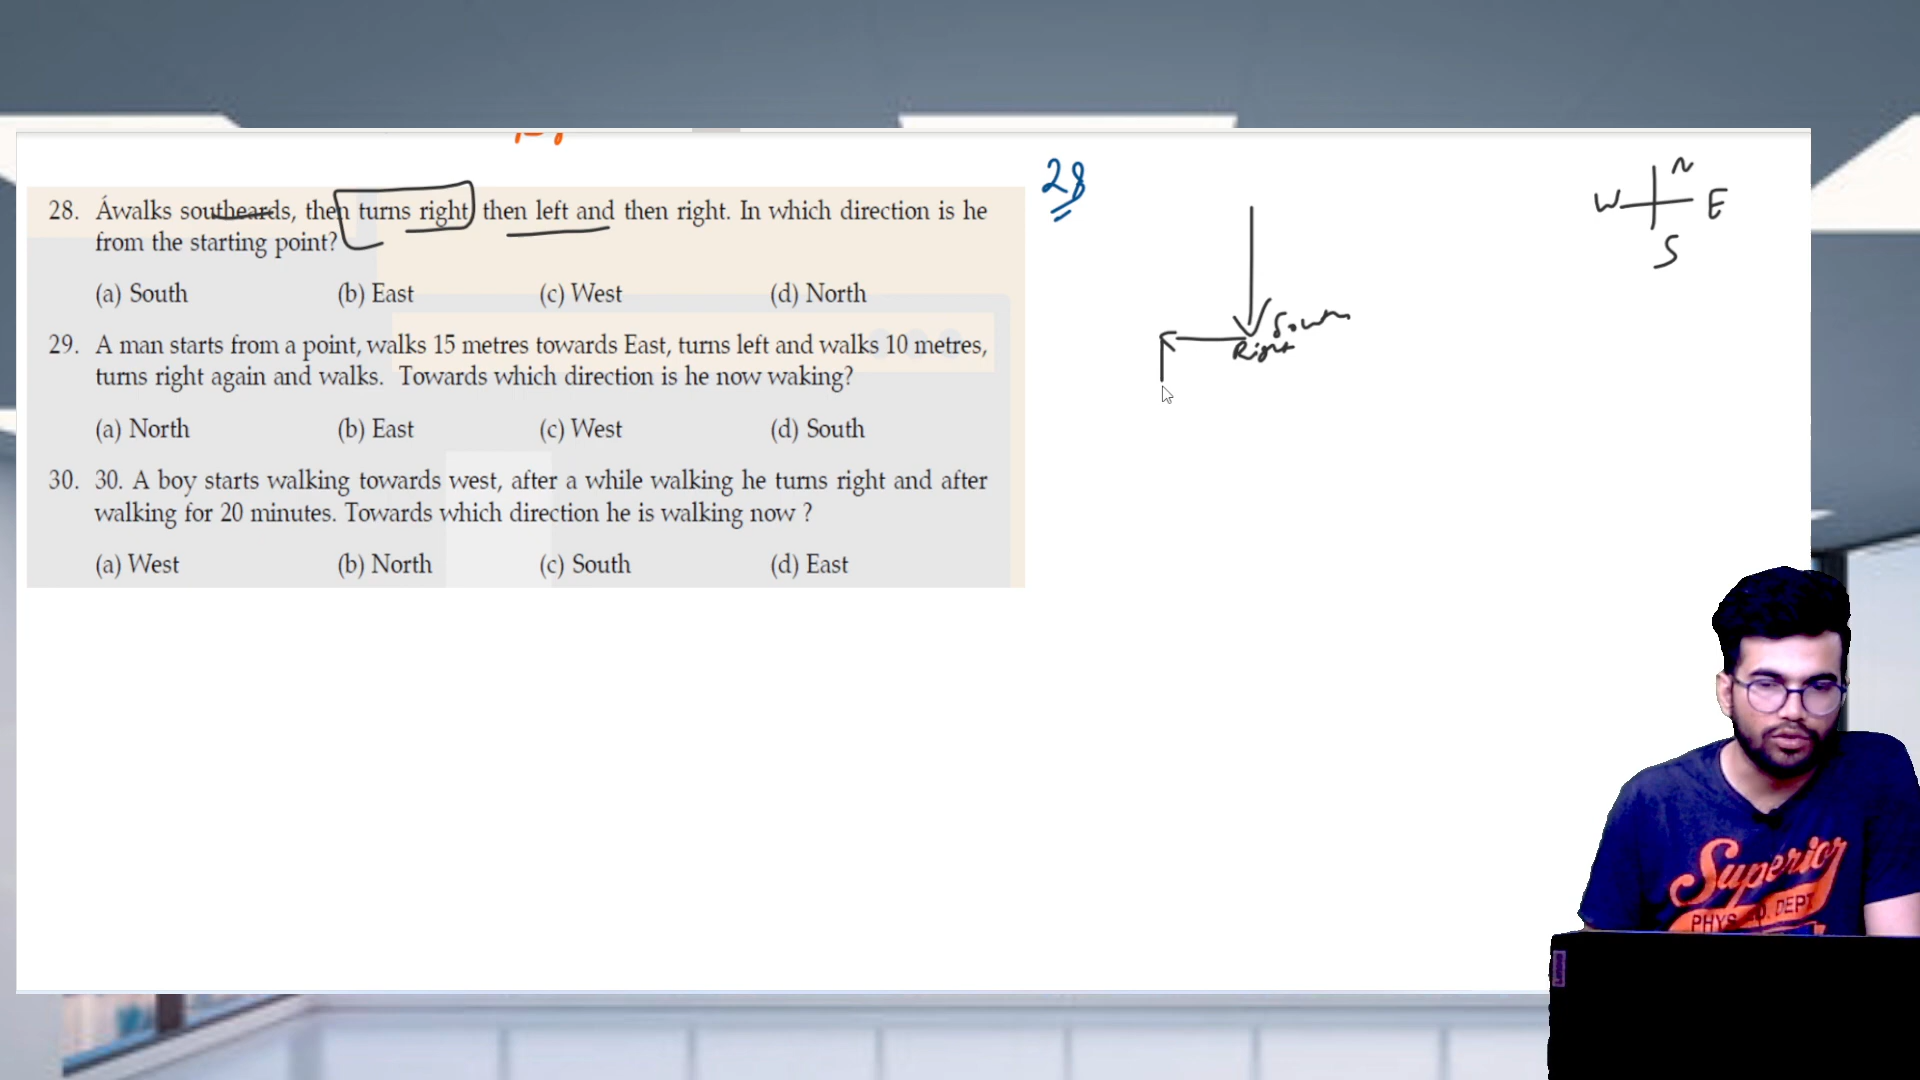 28
N
W E
S
28. Áwalks southeards, then turns right then left and then right. In which direction is he
from the starting point?
(a) South (b) East (c) West (d) North
South
Right
29. A man starts from a point, walks 15 metres towards East, turns left and walks 10 metres,
turns right again and walks. Towards which direction is he now waking?
(a) North (b) East (c) West (d) South
30. 30. A boy starts walking towards west, after a while walking he turns right and after
walking for 20 minutes. Towards which direction he is walking now ?
(a) West (b) North (c) South (d) East
Superior
PHYS ED. DEPT